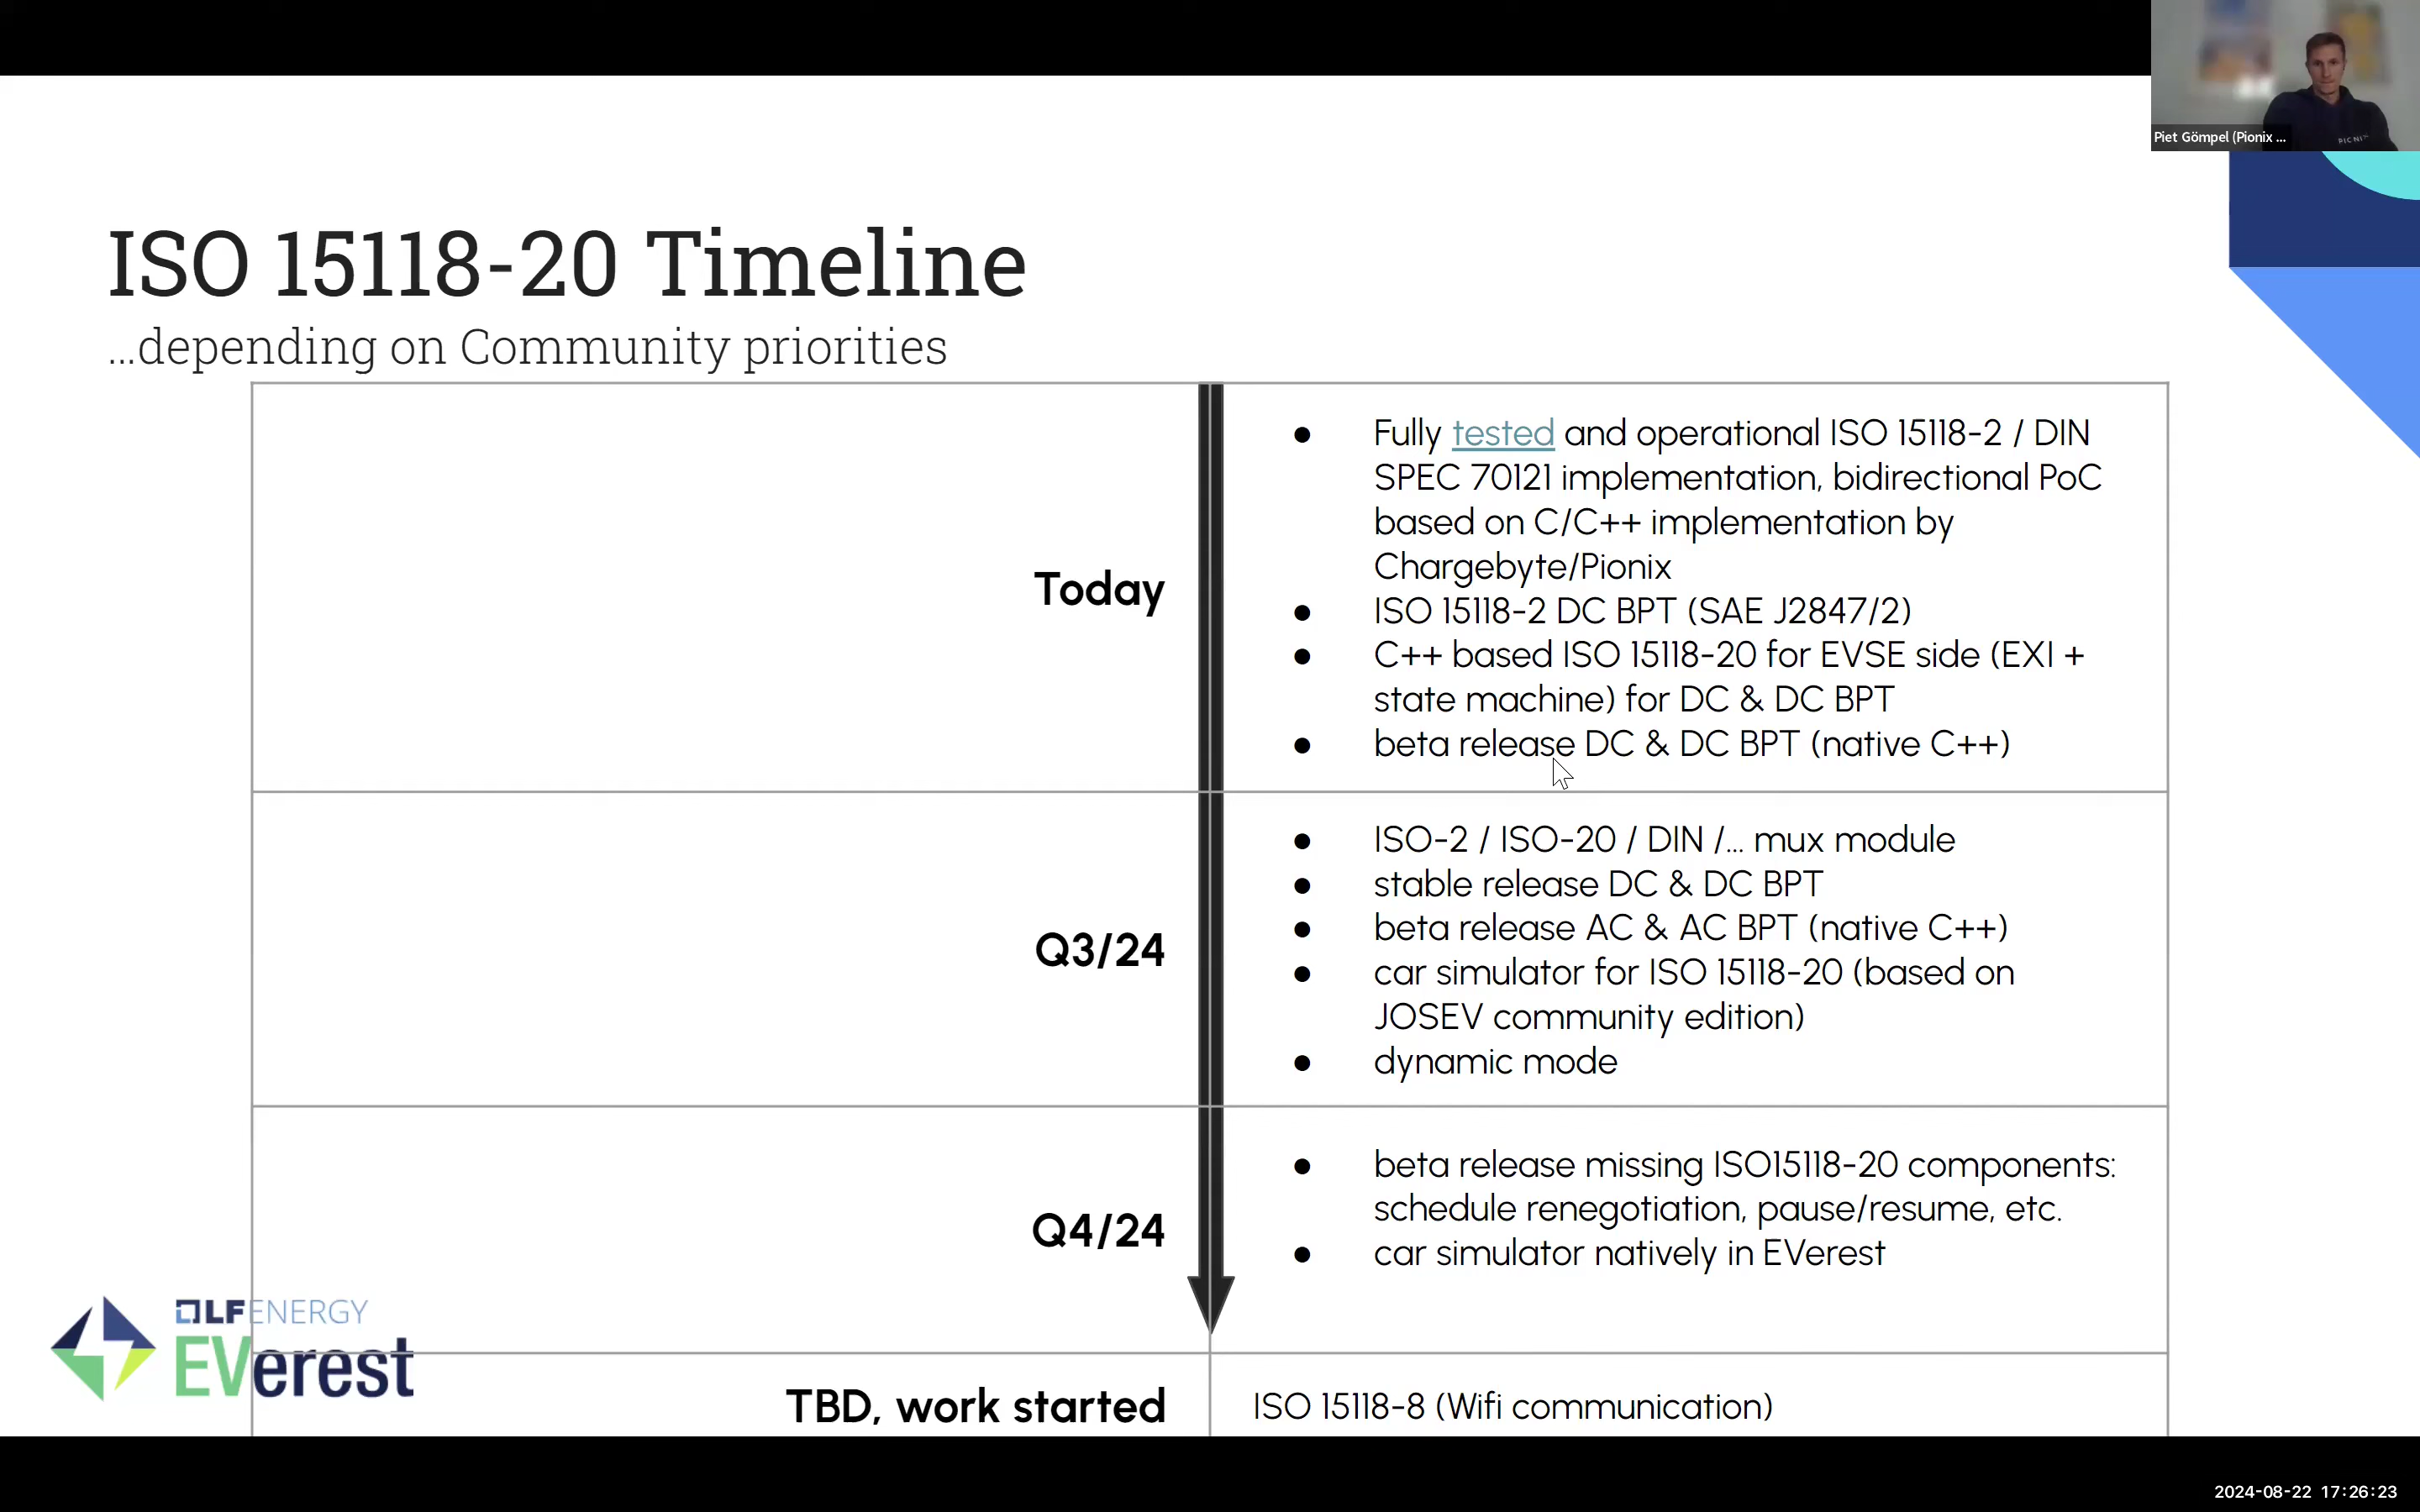 Piet Gömpel (Pionix ...
PICNI
ISO 15118-20 Timeline
...depending on Community priorities
Today
● Fully tested and operational ISO 15118-2 / DIN
SPEC 70121 implementation, bidirectional PoC
based on C/C++ implementation by
Chargebyte/Pionix
● ISO 15118-2 DC BPT (SAE J2847/2)
● C++ based ISO 15118-20 for EVSE side (EXI +
state machine) for DC & DC BPT
● beta release DC & DC BPT (native C++)
Q3/24
● ISO-2 / ISO-20 / DIN /... mux module
● stable release DC & DC BPT
● beta release AC & AC BPT (native C++)
● car simulator for ISO 15118-20 (based on
JOSEV community edition)
● dynamic mode
Q4/24
● beta release missing ISO15118-20 components:
schedule renegotiation, pause/resume, etc.
● car simulator natively in EVerest
LFENERGY
EVerest
TBD, work started
ISO 15118-8 (Wifi communication)
2024-08-22 17:26:23